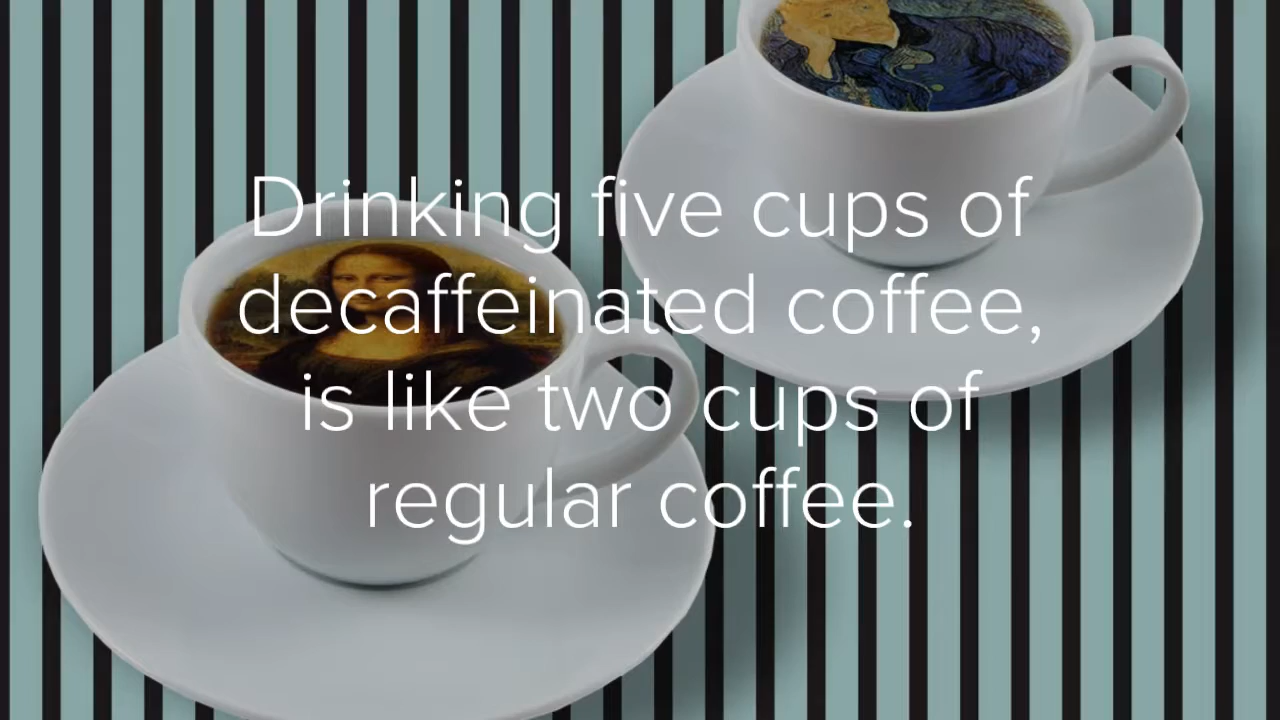 Drinking five cups of
decaffeinated coffee,
is like two cups of
regular coffee.